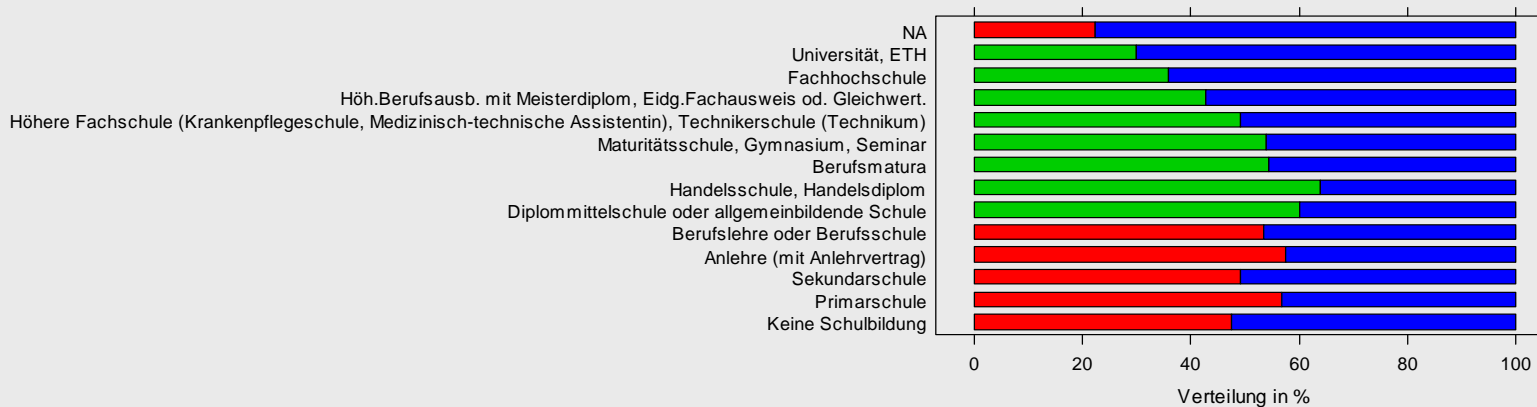 NA
Universität, ETH
Fachhochschule
Höh.Berufsausb. mit Meisterdiplom, Eidg.Fachausweis od. Gleichwert.
Höhere Fachschule (Krankenpflegeschule, Medizinisch-technische Assistentin), Technikerschule (Technikum)
Maturitätsschule, Gymnasium, Seminar
Berufsmatura
Handelsschule, Handelsdiplom
Diplommittelschule oder allgemeinbildende Schule
Berufslehre oder Berufsschule
Anlehre (mit Anlehrvertrag)
Sekundarschule
Primarschule
Keine Schulbildung
0 20 40 60 80 100
Verteilung in %